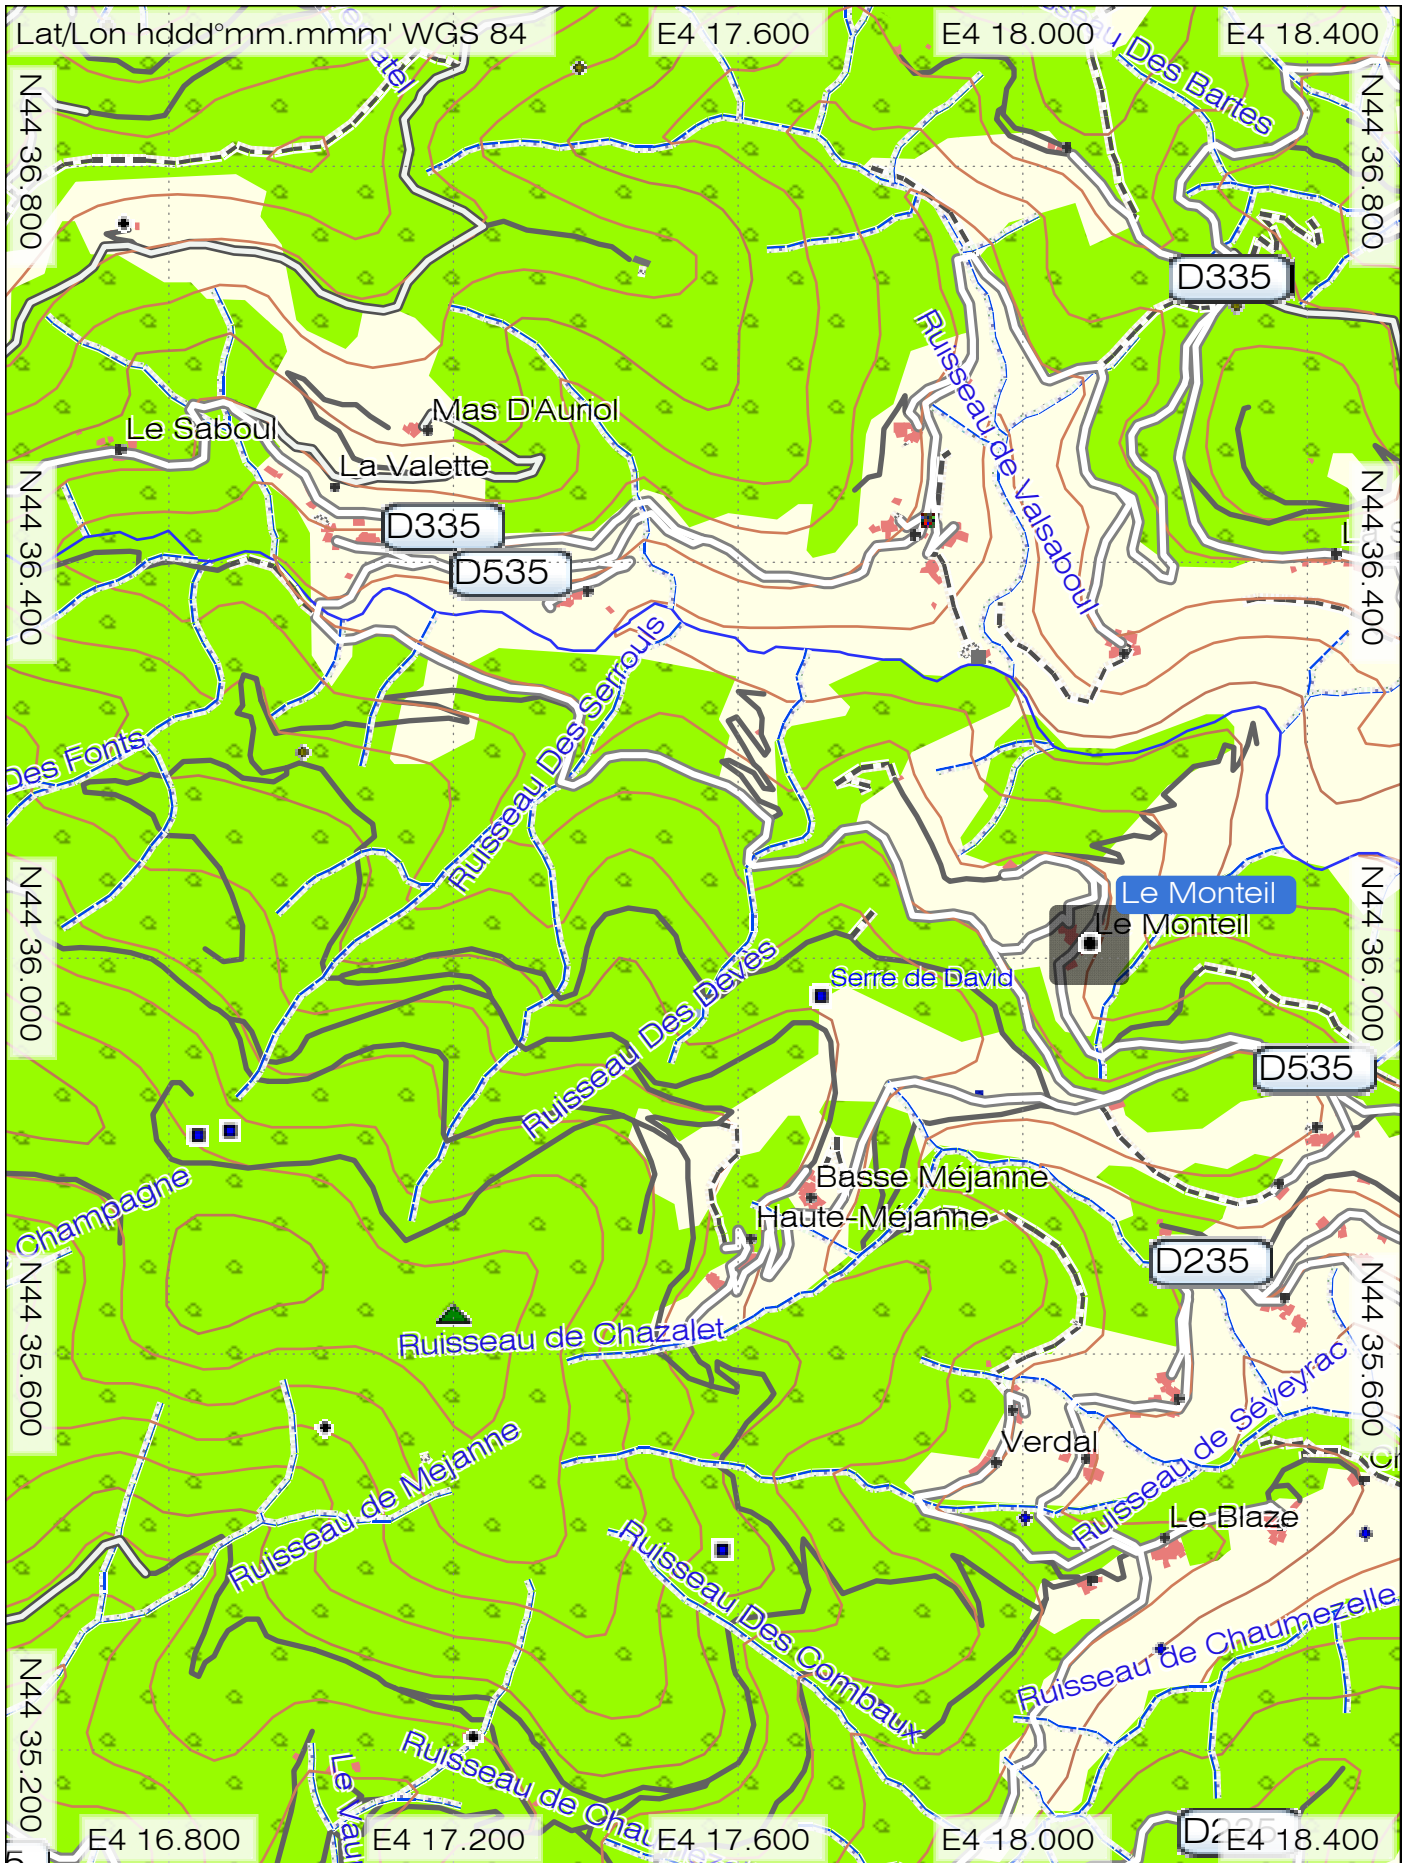 Lat/Lon hddd°mm.mmm' WGS 84
E4 17.600
E4 18.000
E4 18.400
Des Bartes
N44 36.800
N44 36.800
D335
Ruisseau de Valsaboul
Mas D'Auriol
Le Saboul
La Valette
N44 36.400
N44 36.400
D335
D535
Ruisseau Des Serrouls
Des Fonts
N44 36.000
N44 36.000
Le Monteil
Le Monteil
Serre de David
Ruisseau Des Devès
D535
Champagne
Basse Méjanne
Haute-Méjanne
D235
Ruisseau de Chazalet
N44 35.600
N44 35.600
Ruisseau de Mejanne
Verdal
Ruisseau de Séveyrac
Le Blaze
Ruisseau Des Combaux
Ruisseau de Chaumezelle
N44 35.200
Ruisseau de Chau
E4 16.800
E4 17.200
E4 17.600
E4 18.000
E4 18.400